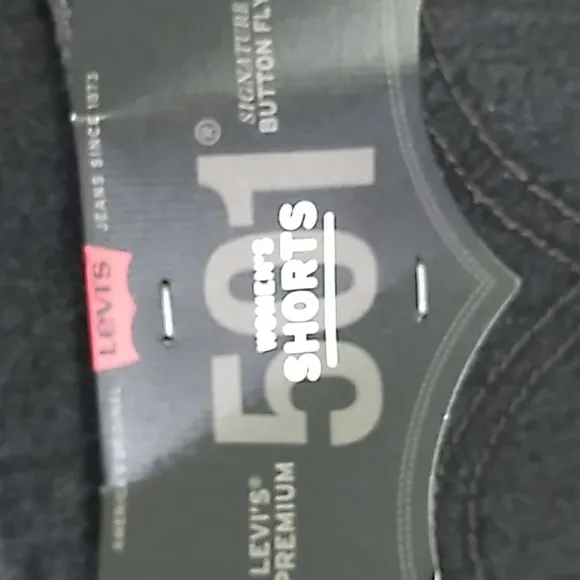 LEVI'S® SIGNATURE
PREMIUM BUTTON FLY
501®
WOMEN'S
SHORTS
LEVI'S
JEANS SINCE 1873